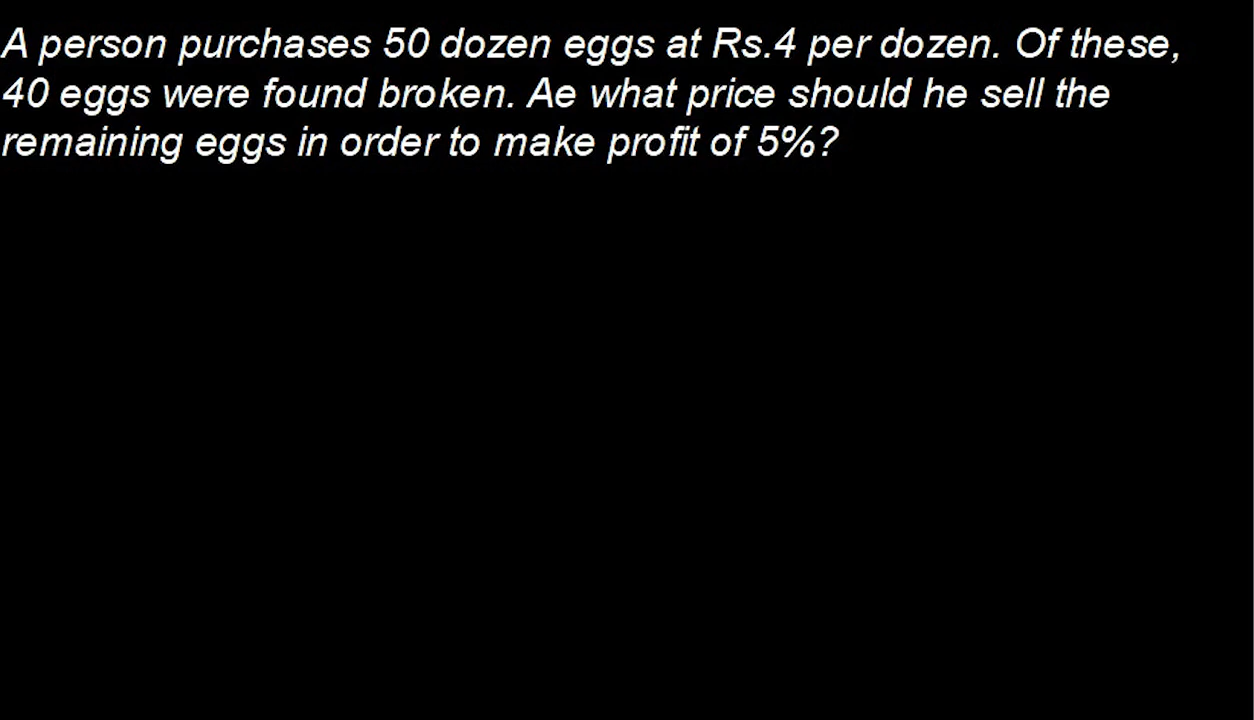 A person purchases 50 dozen eggs at Rs.4 per dozen. Of these,
40 eggs were found broken. Ae what price should he sell the
remaining eggs in order to make profit of 5%?